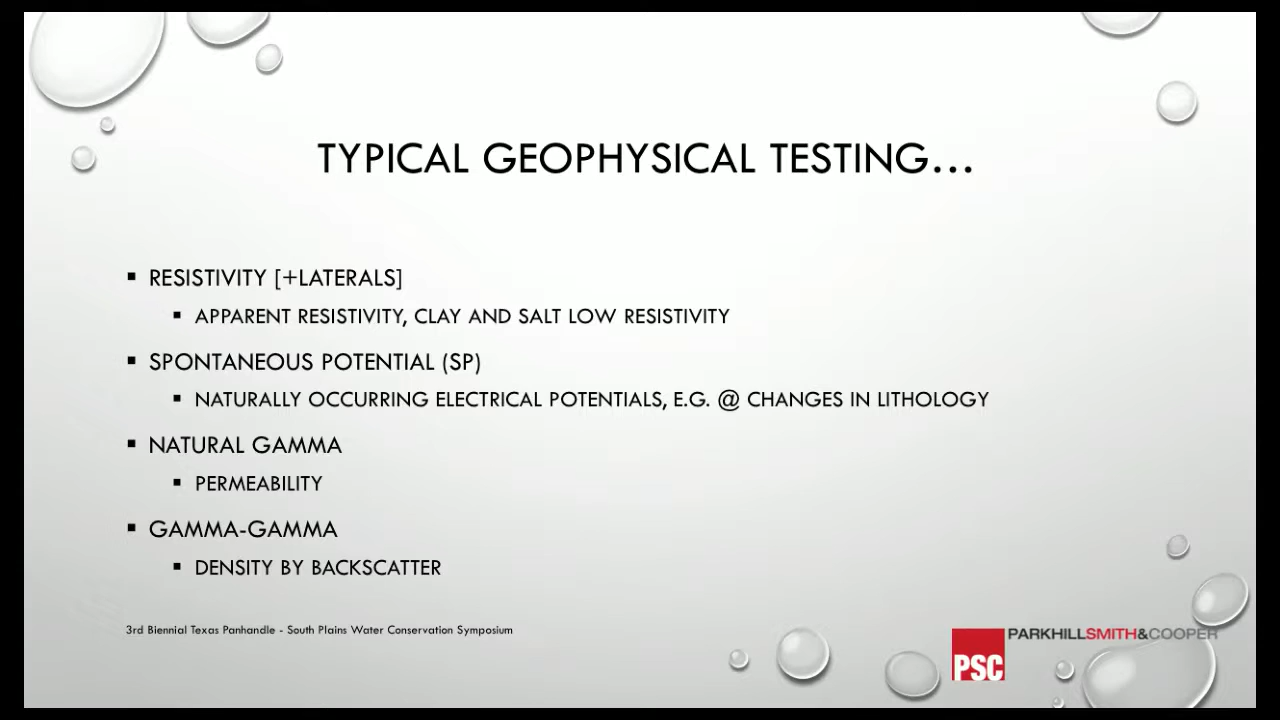 TYPICAL GEOPHYSICAL TESTING...
RESISTIVITY [+LATERALS]
APPARENT RESISTIVITY, CLAY AND SALT LOW RESISTIVITY
SPONTANEOUS POTENTIAL (SP)
NATURALLY OCCURRING ELECTRICAL POTENTIALS, E.G. @ CHANGES IN LITHOLOGY
NATURAL GAMMA
PERMEABILITY
GAMMA-GAMMA
DENSITY BY BACKSCATTER
3rd Biennial Texas Panhandle - South Plains Water Conservation Symposium
PARKHILLSMITH&COOPER
PSC